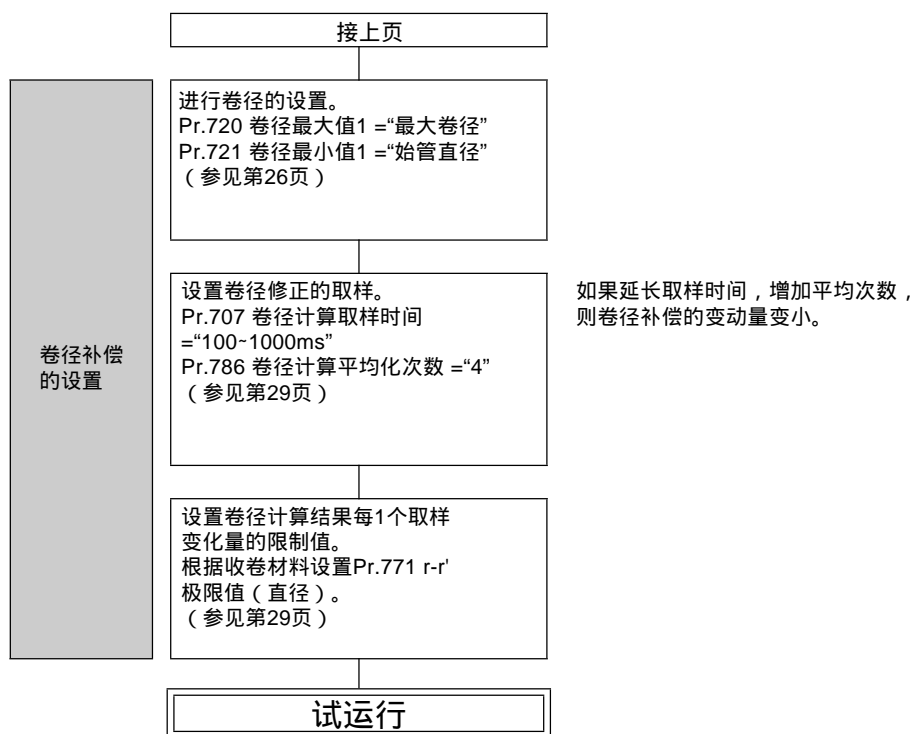 接上页
进行卷径的设置。
Pr.720 卷径最大值1 =“最大卷径”
Pr.721 卷径最小值1 =“始管直径”
（参见第26页）
设置卷径修正的取样。
Pr.707 卷径计算取样时间
=“100~1000ms”
Pr.786 卷径计算平均化次数 =“4”
（参见第29页）
如果延长取样时间，增加平均次数，
则卷径补偿的变动量变小。
卷径补偿
的设置
设置卷径计算结果每1个取样
变化量的限制值。
根据收卷材料设置Pr.771 r-r'
极限值（直径）。
（参见第29页）
试运行